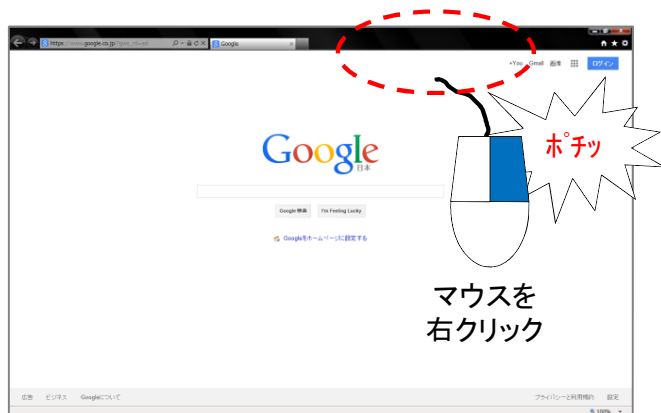 https://www.google.co.jp/?gws_rd=ssl
Google
+You Gmail 画像
ログイン
Google
日本
ポチッ
Google 検索 I'm Feeling Lucky
Googleをホームページに設定する
マウスを
右クリック
広告 ビジネス Googleについて
プライバシーと利用規約 設定
100%